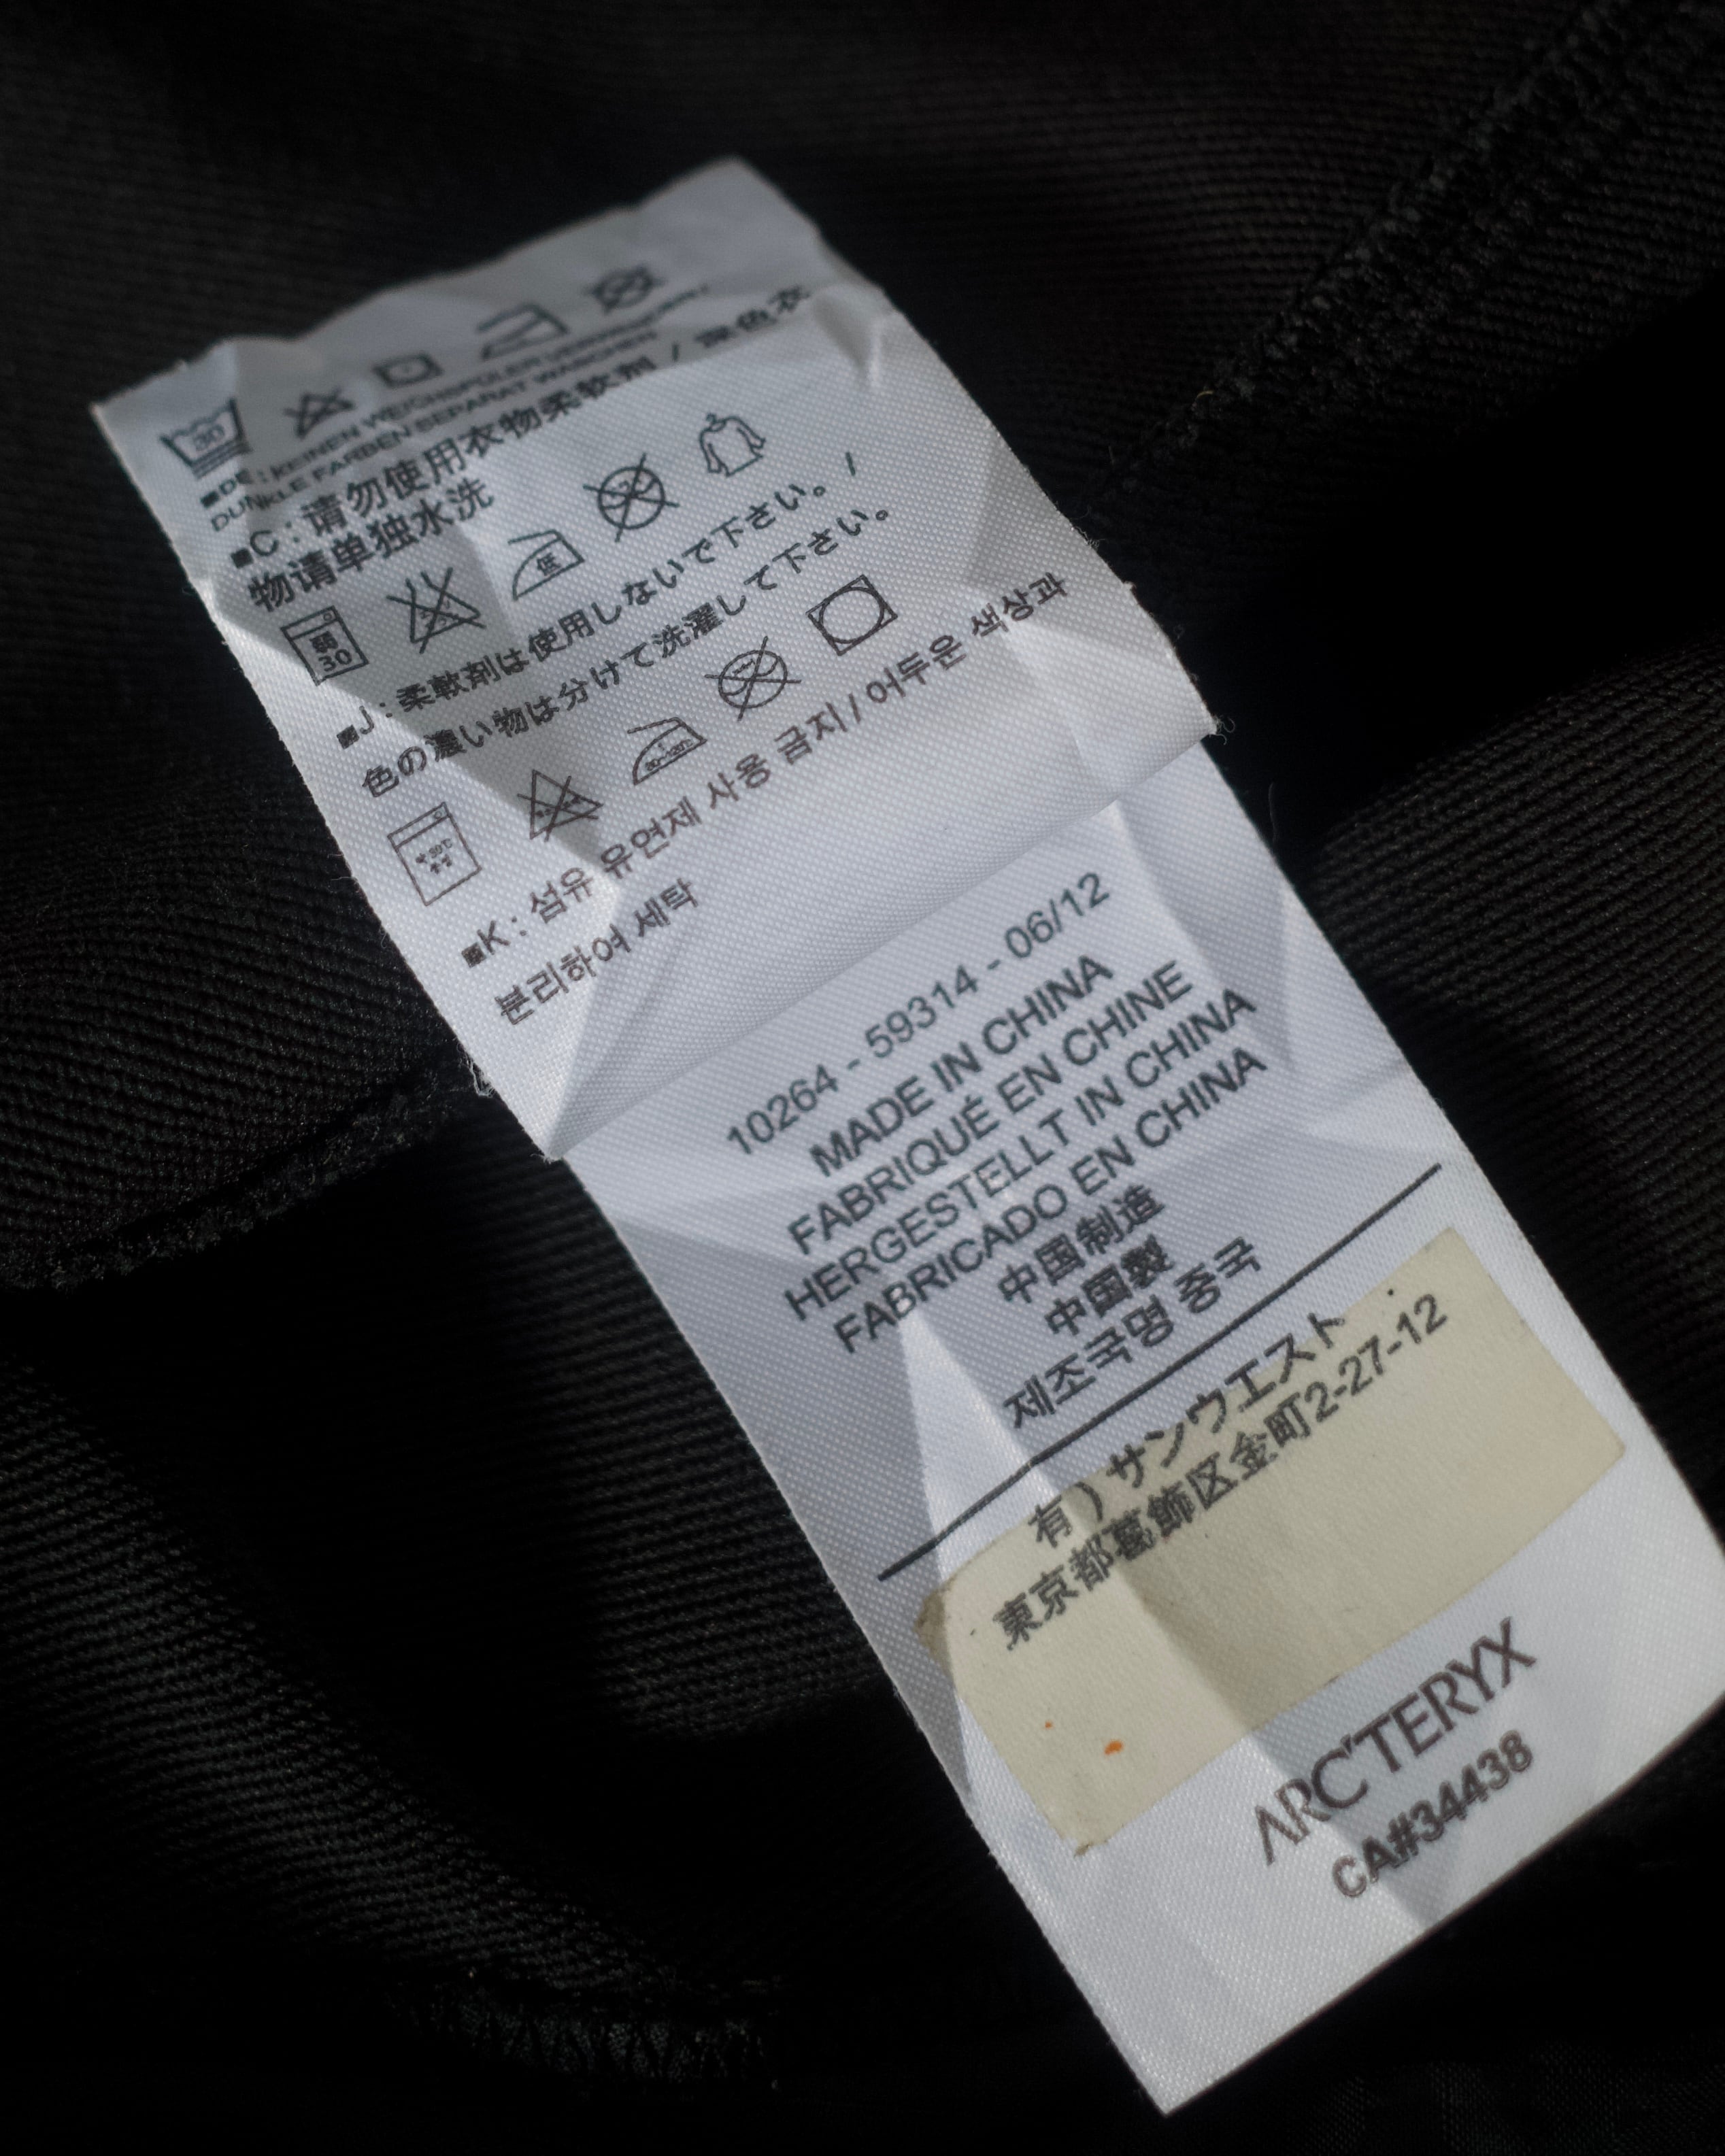 30
■DE : KEINEN WEICHSPÜLER VERWENDEN /
DUNKLE FARBEN SEPARAT WASCHEN
■C : 请勿使用衣物柔软剂 / 深色衣
物请单独水洗
弱
30
低
■J : 柔軟剤は使用しないで下さい。 /
色の濃い物は分けて洗濯して下さい。
■K : 섬유 유연제 사용 금지 / 어두운 색상과
분리하여 세탁
10264 - 59314 - 06/12
MADE IN CHINA
FABRIQUÉ EN CHINE
HERGESTELLT IN CHINA
FABRICADO EN CHINA
中国制造
中国製
제조국명 중국
有）サンウエスト
東京都葛飾区金町2-27-12
ARC'TERYX
CA#34438